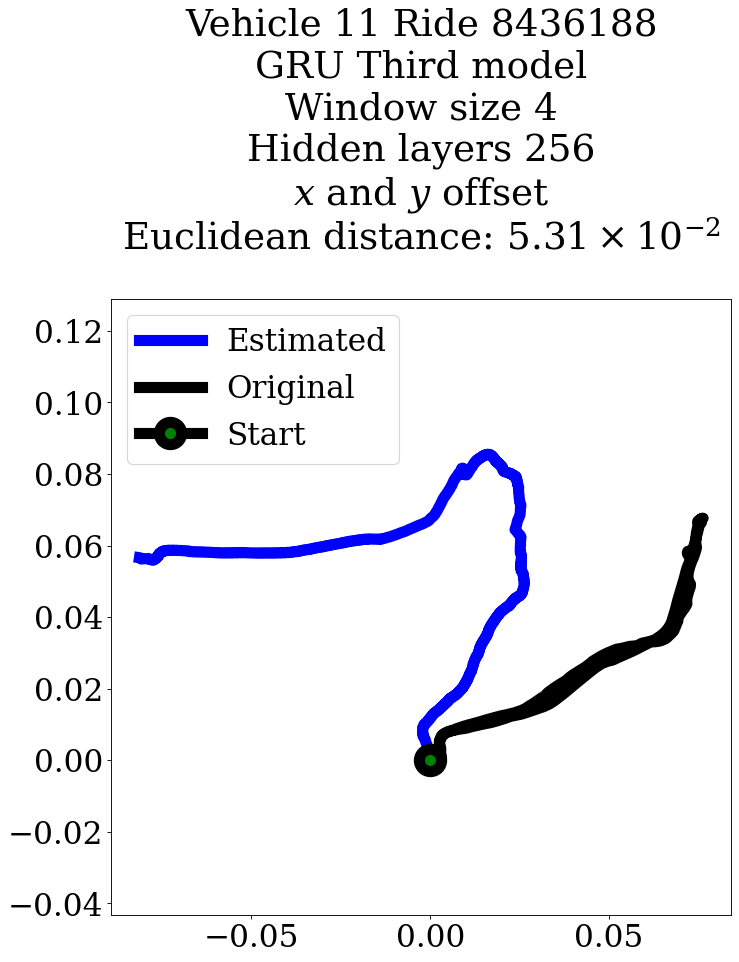 Vehicle 11 Ride 8436188
GRU Third model
Window size 4
Hidden layers 256
x and y offset
Euclidean distance: 5.31 × 10⁻²
Estimated
Original
Start
0.12
0.10
0.08
0.06
0.04
0.02
0.00
−0.02
−0.04
−0.05
0.00
0.05